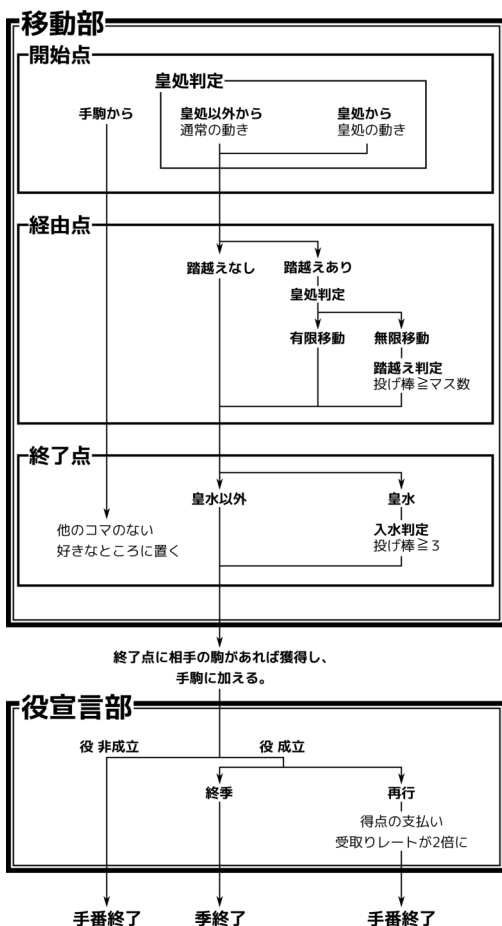 移動部
開始点
皇処判定
手駒から
皇処以外から
通常の動き
皇処から
皇処の動き
経由点
踏越えなし
踏越えあり
皇処判定
有限移動
無限移動
踏越え判定
投げ棒≧マス数
終了点
皇水以外
皇水
他のコマのない
好きなところに置く
入水判定
投げ棒≧3
終了点に相手の駒があれば獲得し、
手駒に加える。
役宣言部
役 非成立
役 成立
終季
再行
得点の支払い
受取りレートが2倍に
手番終了
季終了
手番終了